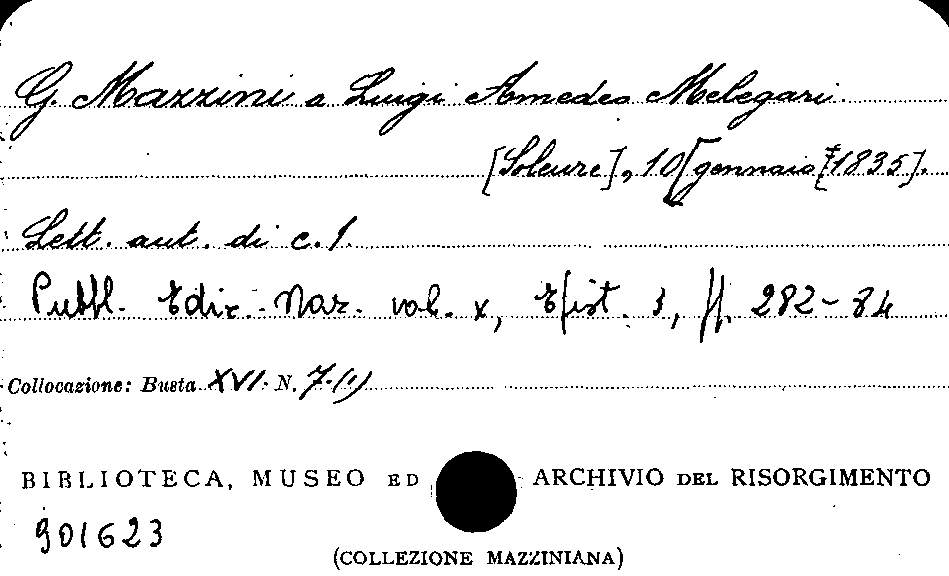 G. Mazzini a Luigi Amedeo Melegari.
[Soleure], 10 [gennaio] [1835].
Lett. aut. di c. 1.
Pubbl. Ediz. Naz. vol. X, Epist. 3, pp. 282-84
Collocazione: Busta XVI. N. 7.(1)
BIBLIOTECA, MUSEO ED ARCHIVIO DEL RISORGIMENTO
901623
(COLLEZIONE MAZZINIANA)